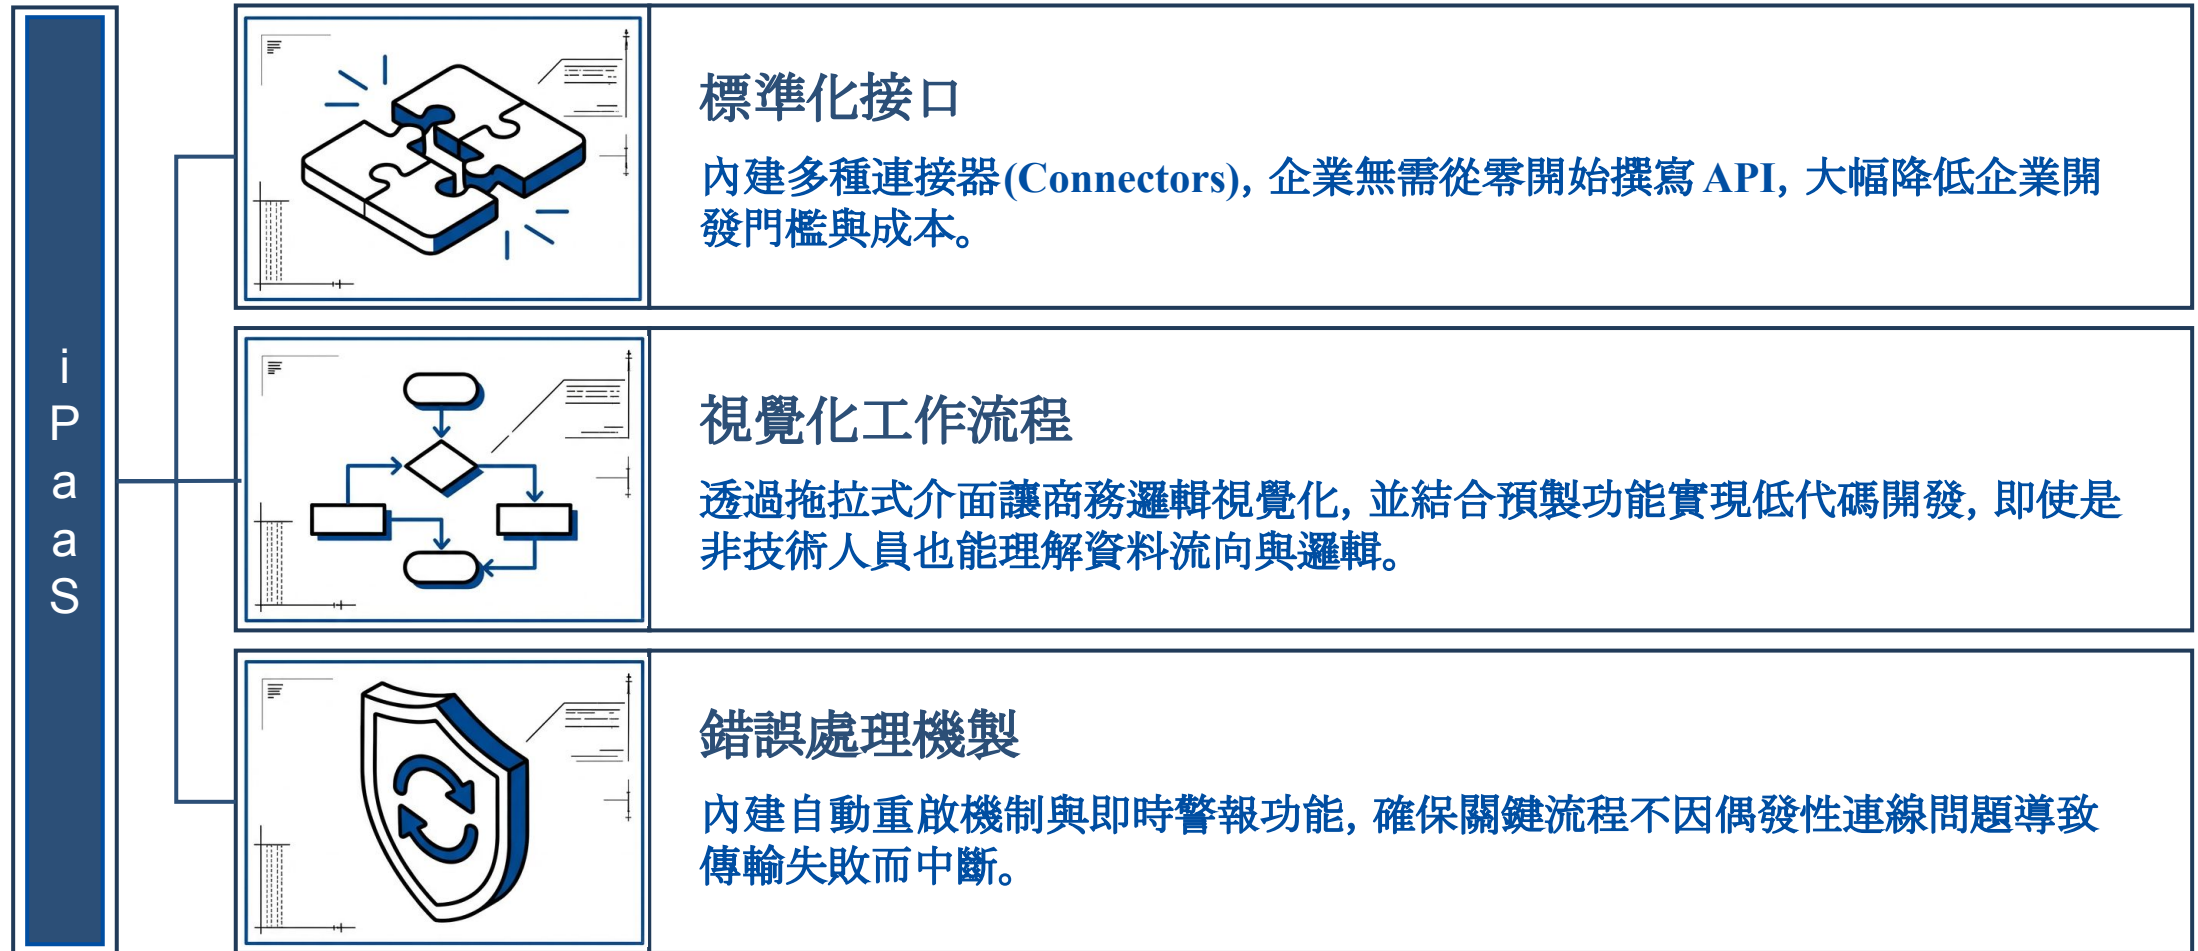 iPaaS
標準化接口
內建多種連接器(Connectors), 企業無需從零開始撰寫 API, 大幅降低企業開
發門檻與成本。
視覺化工作流程
透過拖拉式介面讓商務邏輯視覺化, 並結合預製功能實現低代碼開發, 即使是
非技術人員也能理解資料流向與邏輯。
錯誤處理機製
內建自動重啟機制與即時警報功能, 確保關鍵流程不因偶發性連線問題導致
傳輸失敗而中斷。